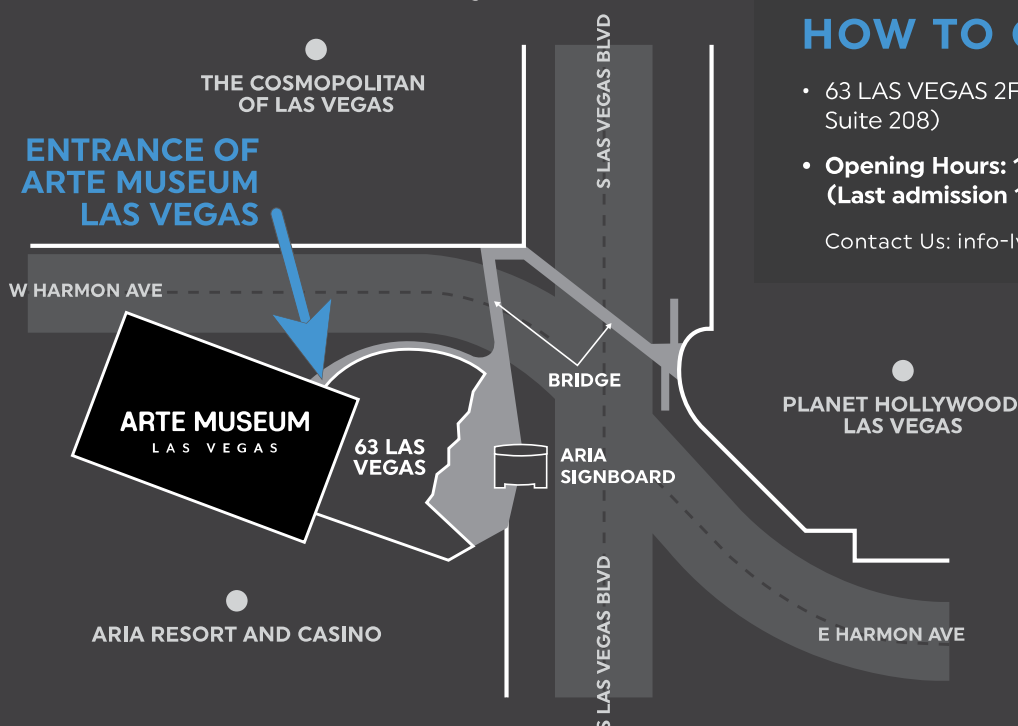 THE COSMOPOLITAN
OF LAS VEGAS
S LAS VEGAS BLVD
HOW TO
• 63 LAS VEGAS 2F
Suite 208)
• Opening Hours:
(Last admission
Contact Us:
ENTRANCE OF
ARTE MUSEUM
LAS VEGAS
W HARMON AVE
BRIDGE
PLANET HOLLYWOOD
LAS VEGAS
ARTE MUSEUM
LAS VEGAS
63 LAS
VEGAS
ARIA
SIGNBOARD
S LAS VEGAS BLVD
ARIA RESORT AND CASINO
E HARMON AVE